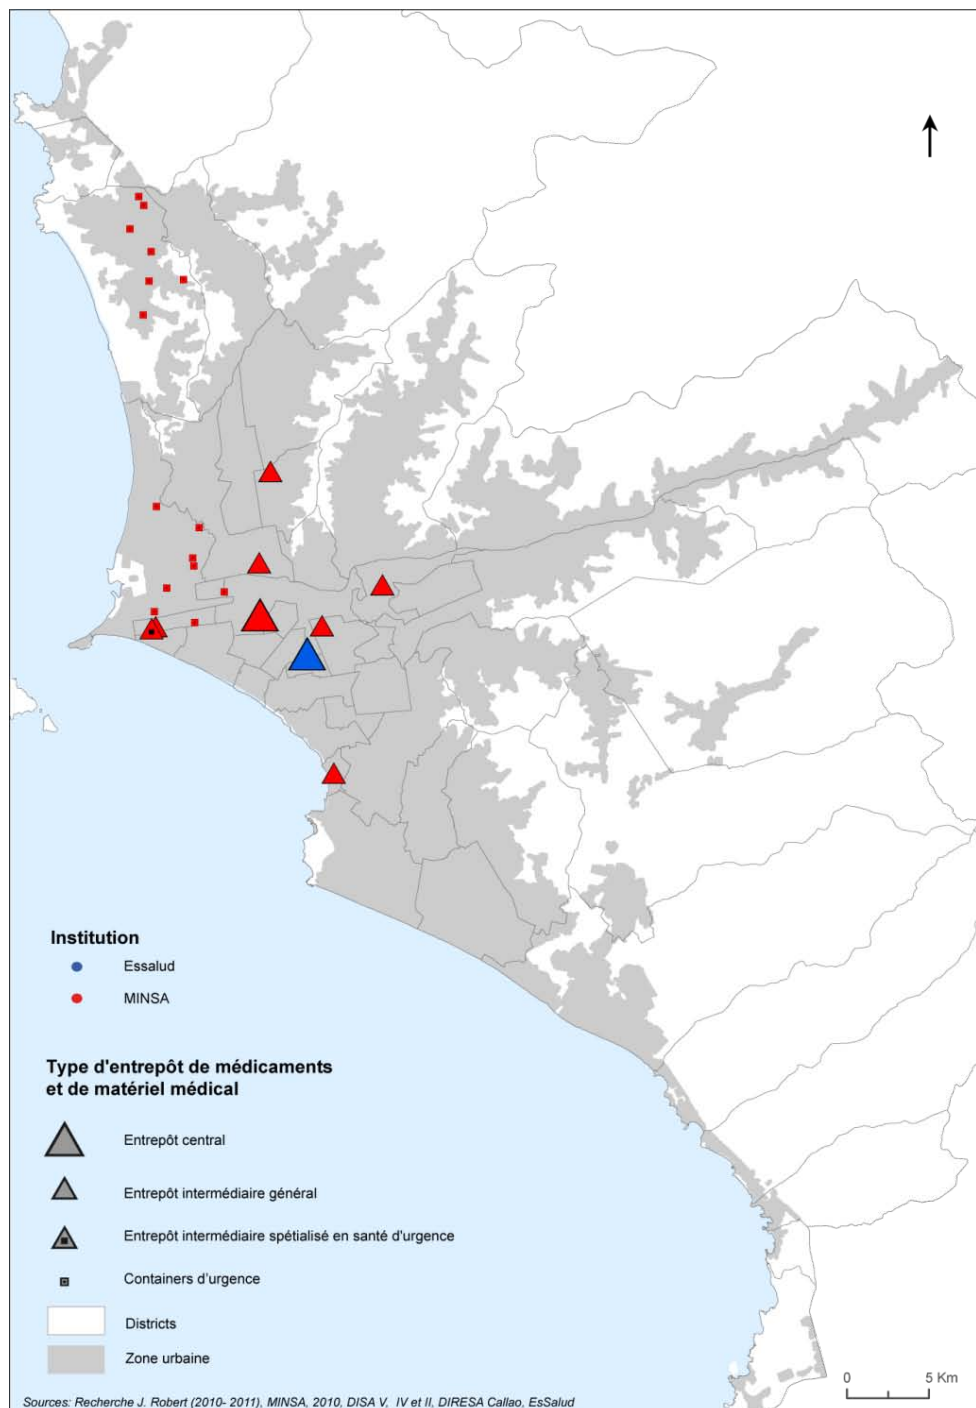 Institution
Essalud
MINSA
Type d'entrepôt de médicaments
et de matériel médical
Entrepôt central
Entrepôt intermédiaire général
Entrepôt intermédiaire spétialisé en santé d'urgence
Containers d'urgence
Districts
Zone urbaine
0 5 Km
Sources: Recherche J. Robert (2010- 2011), MINSA, 2010, DISA V, IV et II, DIRESA Callao, EsSalud